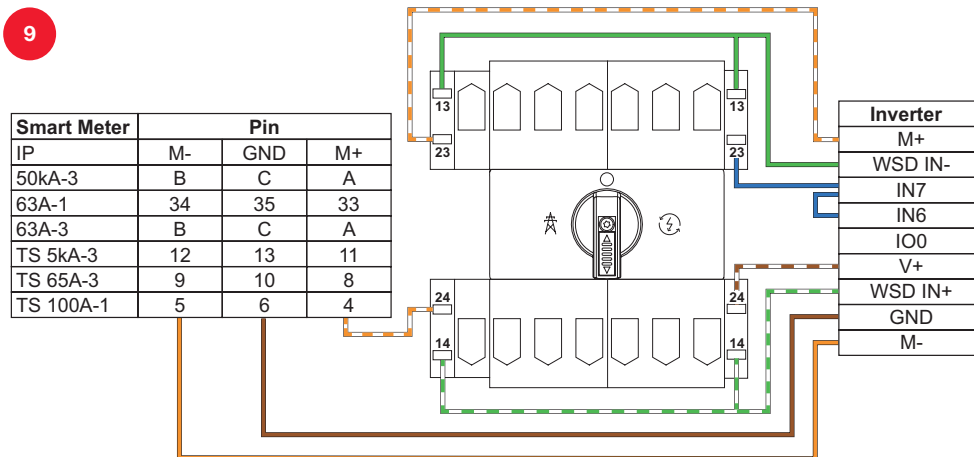 9
Smart Meter Pin
IP M- GND M+
50kA-3 B C A
63A-1 34 35 33
63A-3 B C A
TS 5kA-3 12 13 11
TS 65A-3 9 10 8
TS 100A-1 5 6 4
13 13
23 23
24 24
14 14
Inverter
M+
WSD IN-
IN7
IN6
IO0
V+
WSD IN+
GND
M-